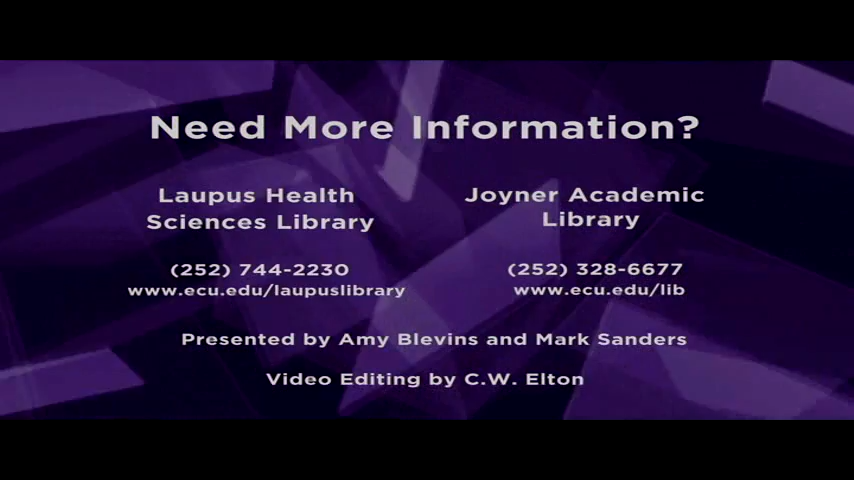 Need More Information?
Laupus Health
Sciences Library
(252) 744-2230
www.ecu.edu/laupuslibrary
Joyner Academic
Library
(252) 328-6677
www.ecu.edu/lib
Presented by Amy Blevins and Mark Sanders
Video Editing by C.W. Elton